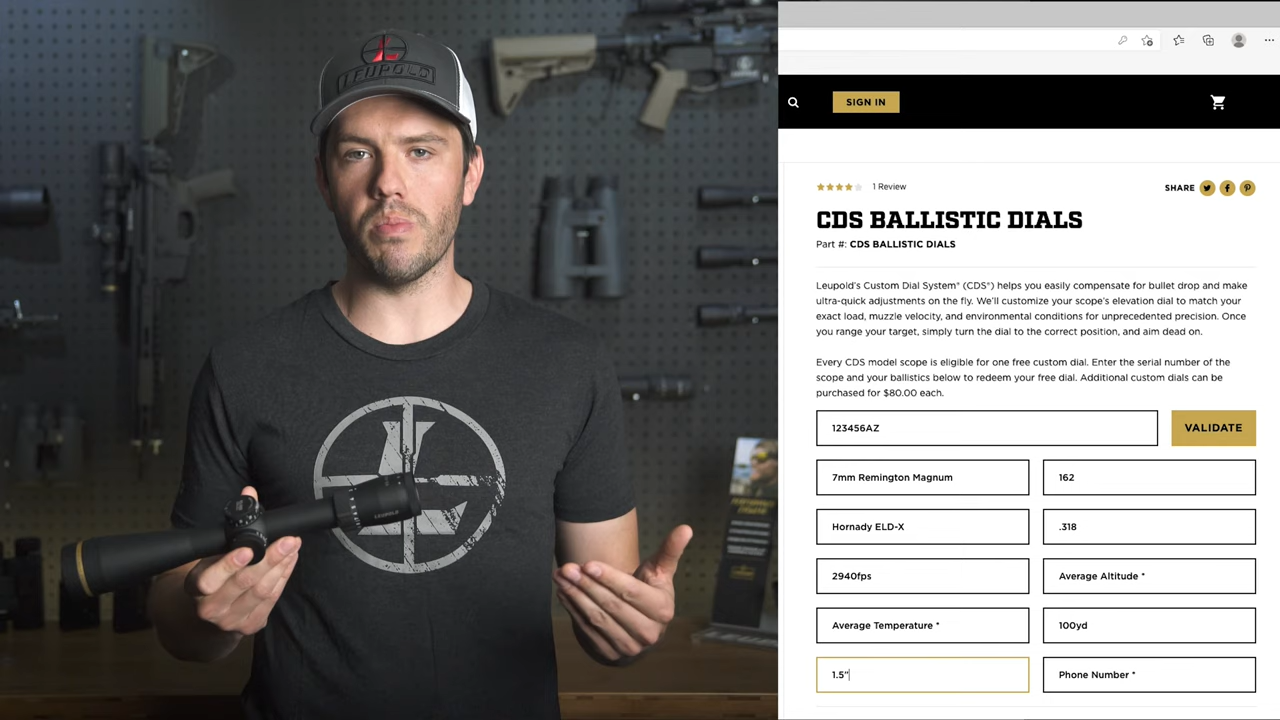 LEUPOLD
LEUPOLD
SIGN IN
1 Review
SHARE
CDS BALLISTIC DIALS
Part #: CDS BALLISTIC DIALS
Leupold's Custom Dial System® (CDS®) helps you easily compensate for bullet drop and make
ultra-quick adjustments on the fly. We'll customize your scope's elevation dial to match your
exact load, muzzle velocity, and environmental conditions for unprecedented precision. Once
you range your target, simply turn the dial to the correct position, and aim dead on.
Every CDS model scope is eligible for one free custom dial. Enter the serial number of the
scope and your ballistics below to redeem your free dial. Additional custom dials can be
purchased for $80.00 each.
123456AZ
VALIDATE
7mm Remington Magnum
162
Hornady ELD-X
.318
2940fps
Average Altitude *
Average Temperature *
100yd
1.5"
Phone Number *